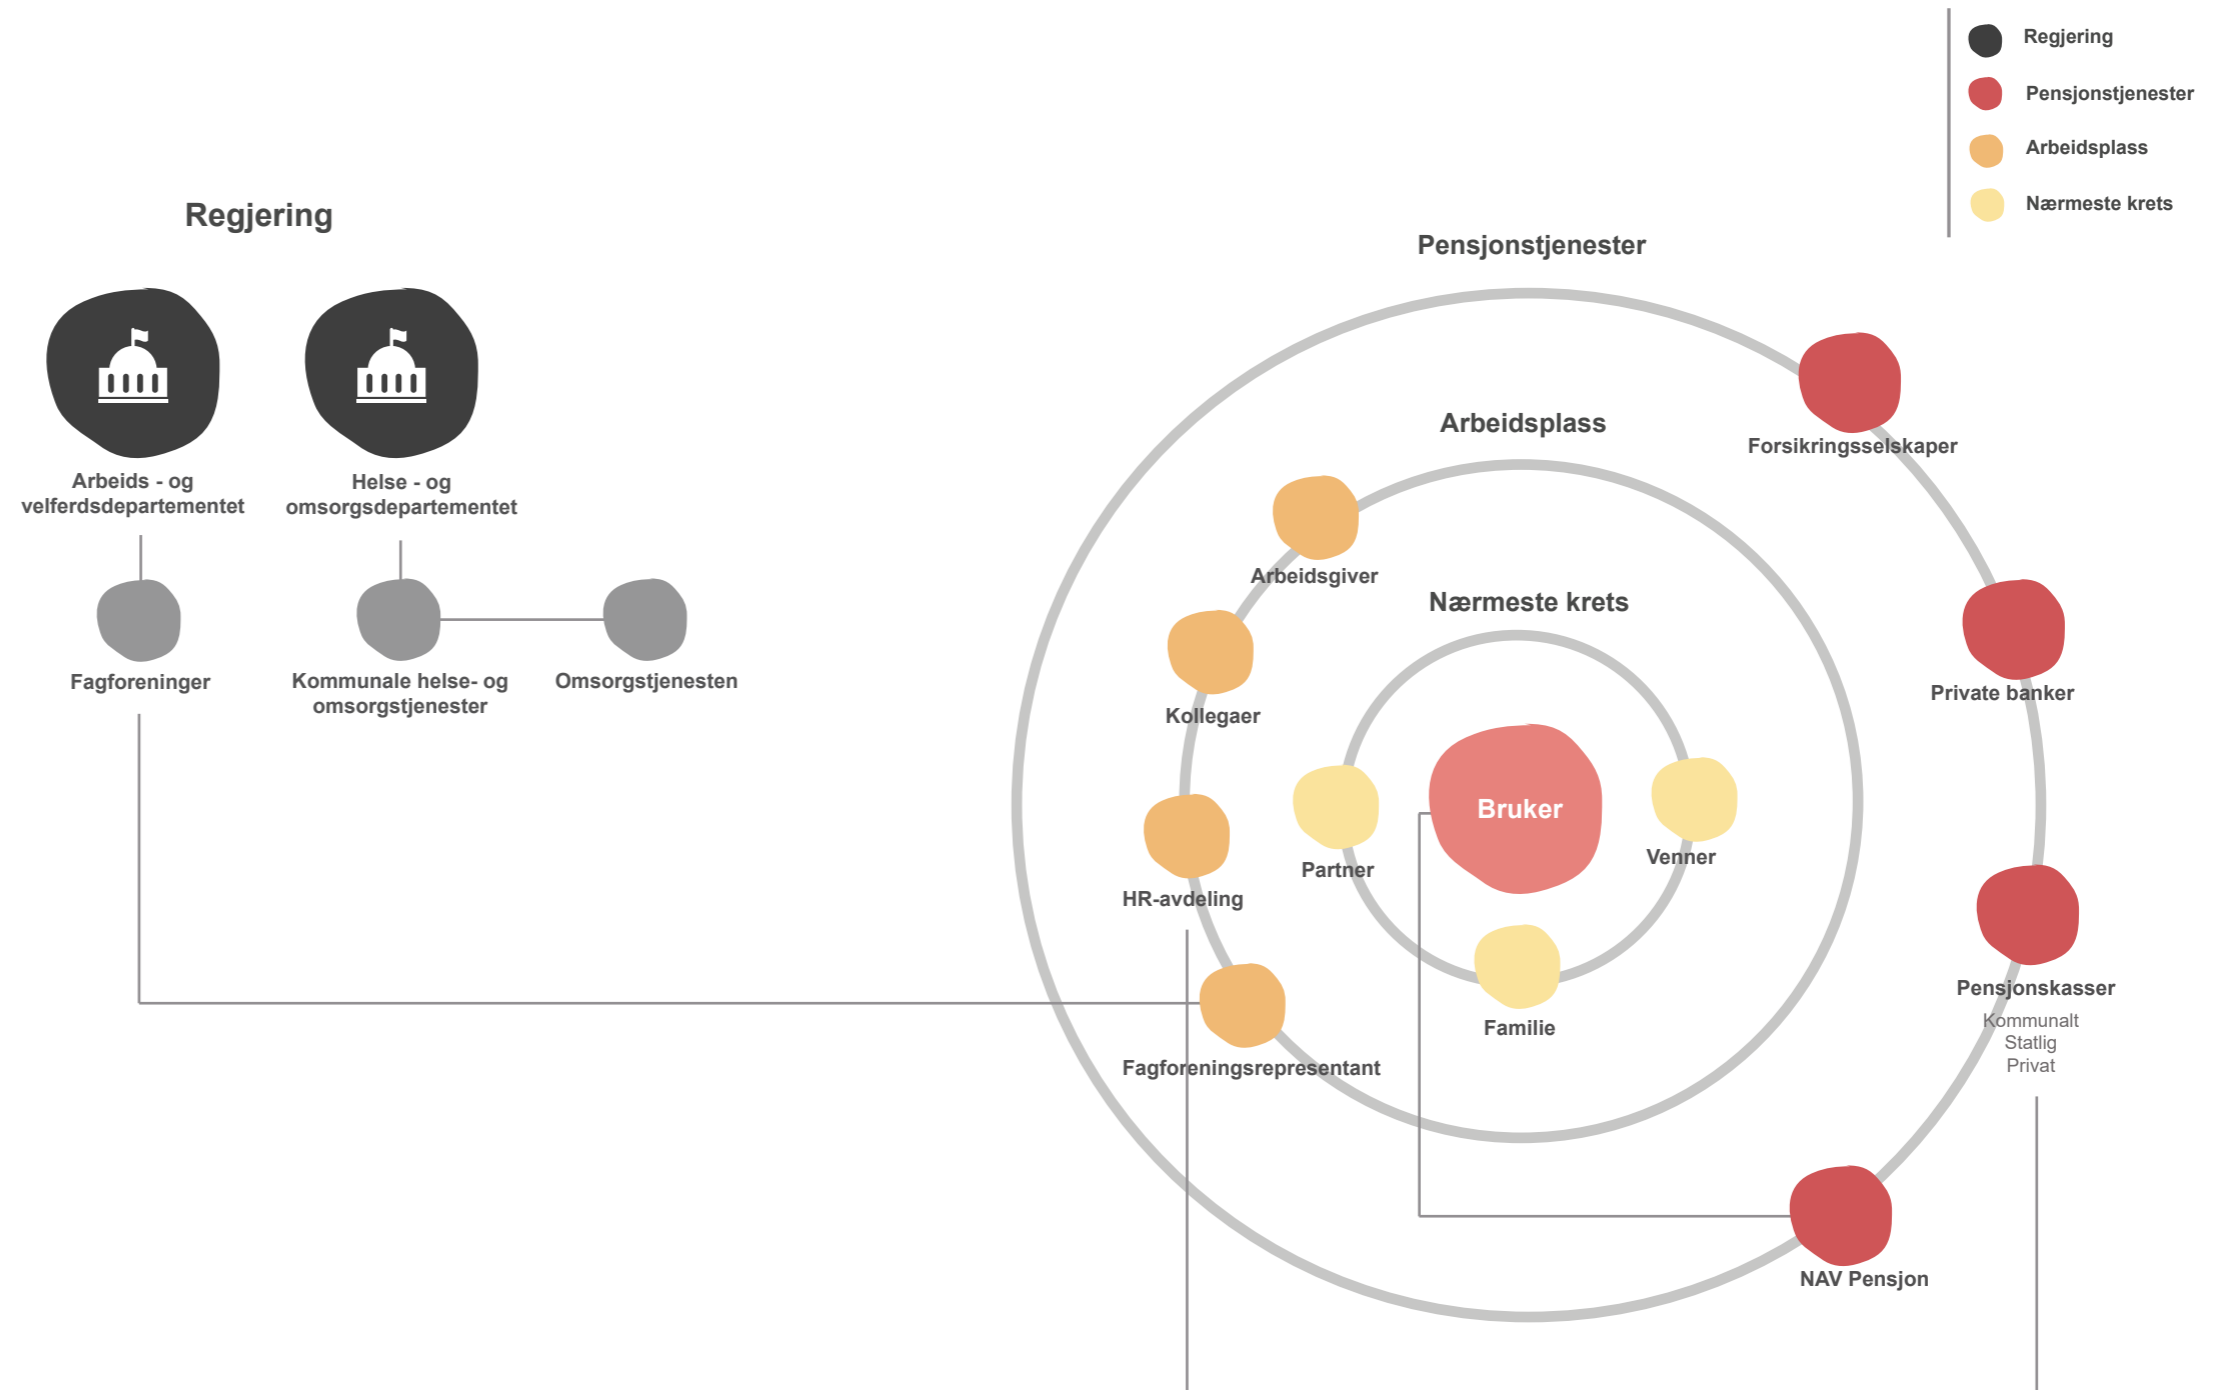 Regjering
Pensjonstjenester
Arbeidsplass
Nærmeste krets
Regjering
Arbeids - og
velferdsdepartementet
Helse - og
omsorgsdepartementet
Fagforeninger
Kommunale helse- og
omsorgstjenester
Omsorgstjenesten
Pensjonstjenester
Forsikringsselskaper
Arbeidsplass
Arbeidsgiver
Nærmeste krets
Private banker
Kollegaer
Bruker
Venner
Partner
HR-avdeling
Pensjonskasser
Kommunalt
Statlig
Privat
Familie
Fagforeningsrepresentant
NAV Pensjon